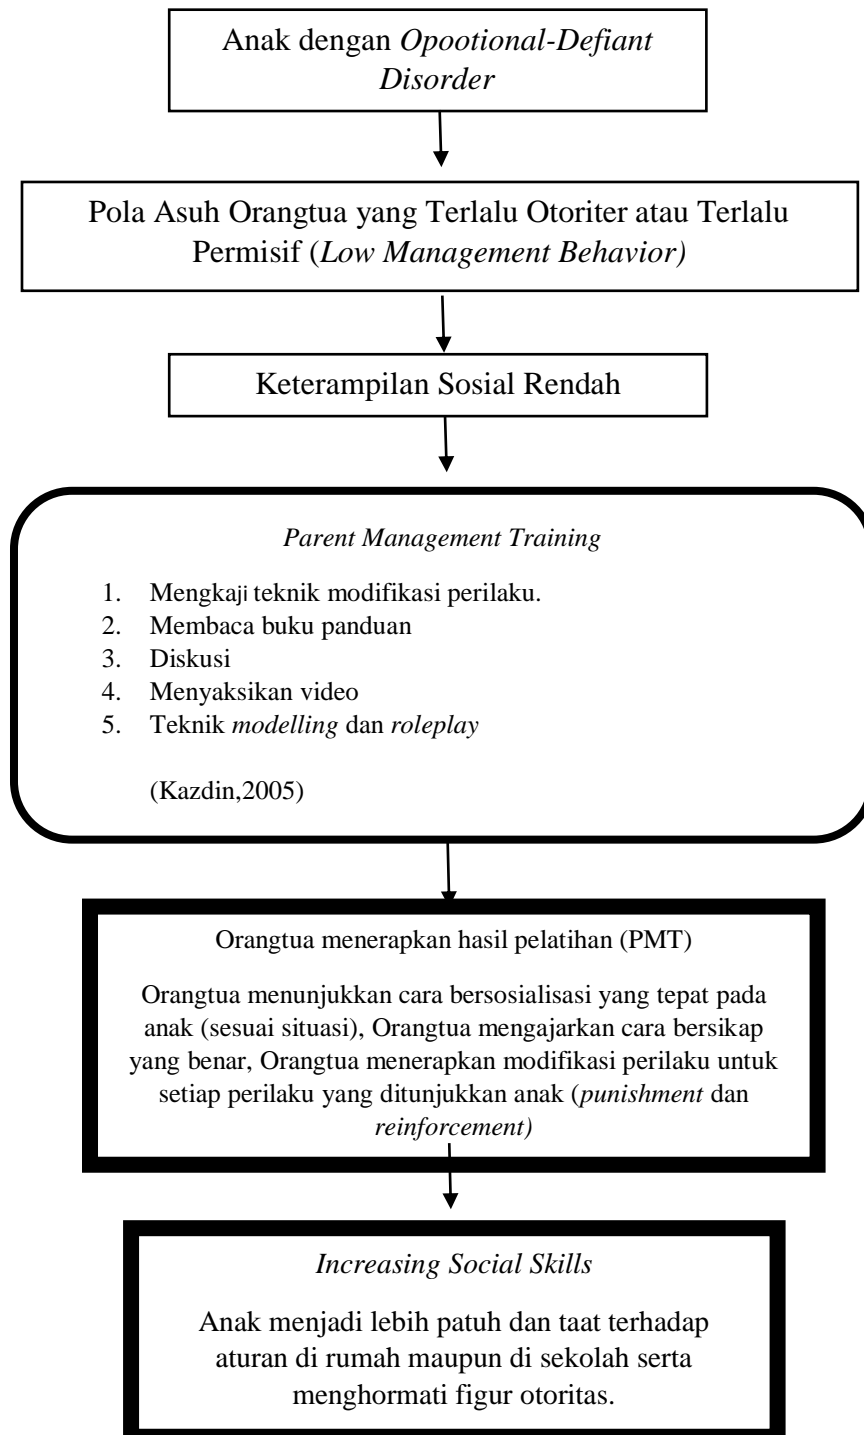 Anak dengan Opootional-Defiant
Disorder
Pola Asuh Orangtua yang Terlalu Otoriter atau Terlalu
Permisif (Low Management Behavior)
Keterampilan Sosial Rendah
Parent Management Training
1. Mengkaji teknik modifikasi perilaku.
2. Membaca buku panduan
3. Diskusi
4. Menyaksikan video
5. Teknik modelling dan roleplay
(Kazdin,2005)
Orangtua menerapkan hasil pelatihan (PMT)
Orangtua menunjukkan cara bersosialisasi yang tepat pada
anak (sesuai situasi), Orangtua mengajarkan cara bersikap
yang benar, Orangtua menerapkan modifikasi perilaku untuk
setiap perilaku yang ditunjukkan anak (punishment dan
reinforcement)
Increasing Social Skills
Anak menjadi lebih patuh dan taat terhadap
aturan di rumah maupun di sekolah serta
menghormati figur otoritas.